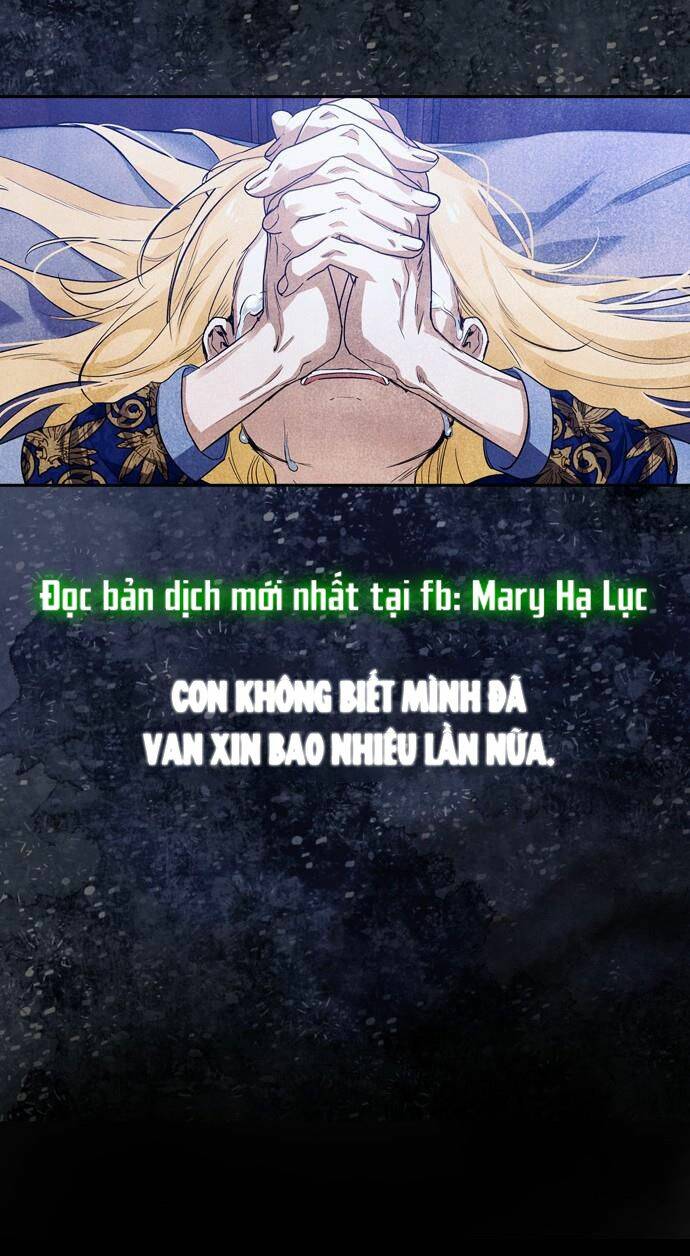 Đọc bản dịch mới nhất tại fb: Mary Hạ Lục
CON KHÔNG BIẾT MÌNH ĐÃ
VAN XIN BAO NHIÊU LẦN NỮA.